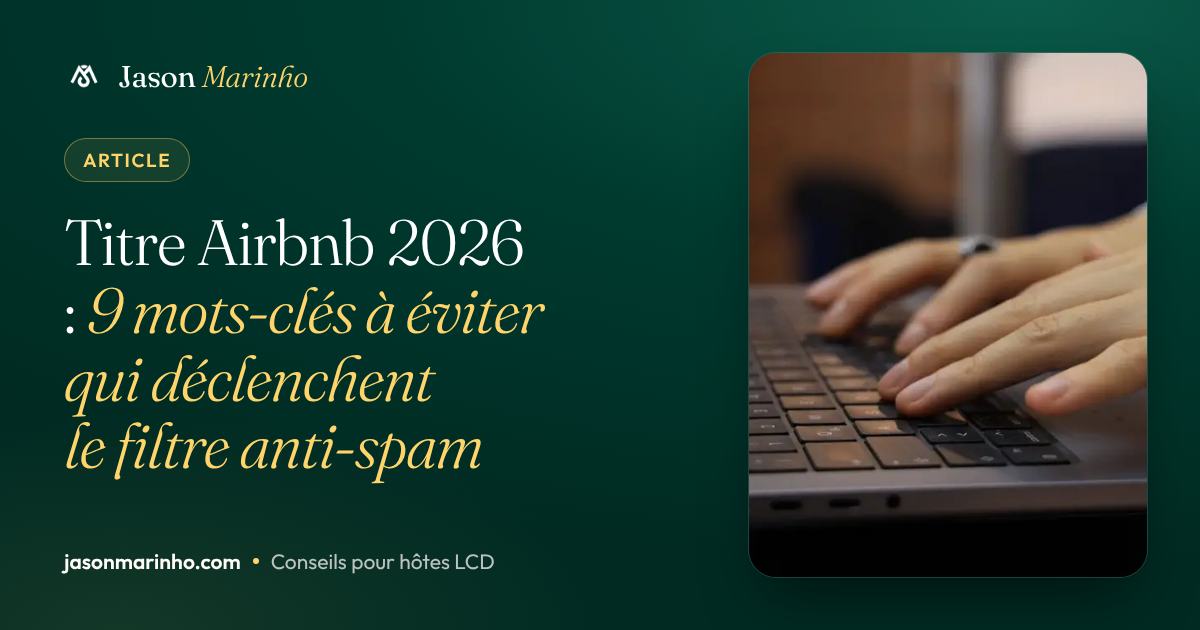 Jason Marinho
ARTICLE
Titre Airbnb 2026
: 9 mots-clés à éviter
qui déclenchent
le filtre anti-spam
jasonmarinho.com • Conseils pour hôtes LCD